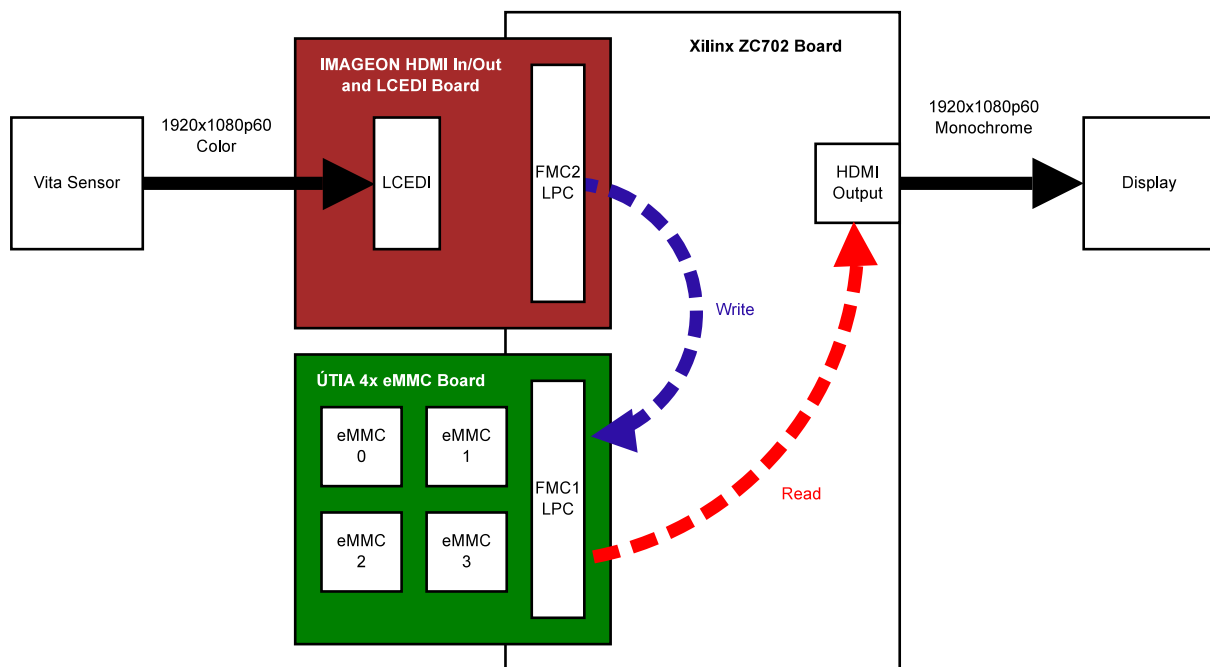 Xilinx ZC702 Board
IMAGEON HDMI In/Out
and LCEDI Board
1920x1080p60
Color
1920x1080p60
Monochrome
Vita Sensor
LCEDI
FMC2
LPC
HDMI
Output
Display
Write
ÚTIA 4x eMMC Board
eMMC
0
eMMC
1
FMC1
LPC
Read
eMMC
2
eMMC
3